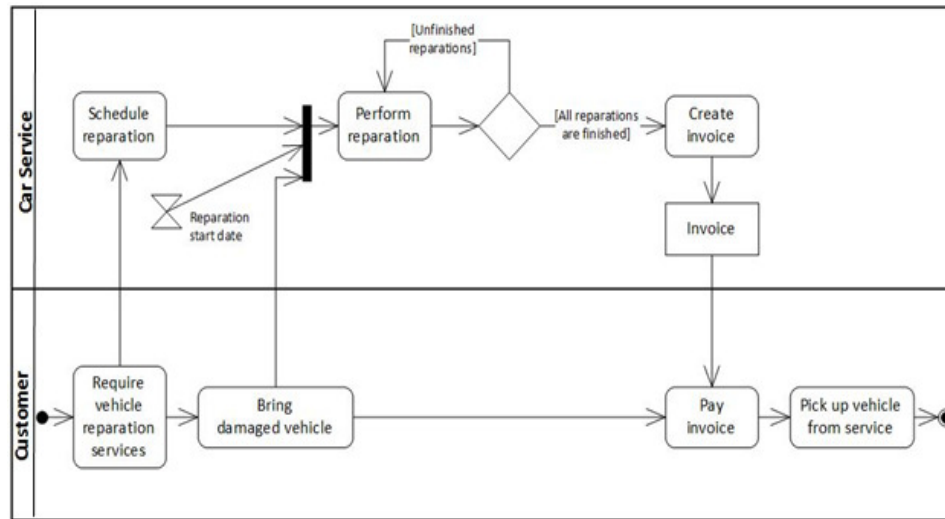 Car Service
[Unfinished
reparations]
Schedule
reparation
Perform
reparation
[All reparations
are finished]
Create
invoice
Reparation
start date
Invoice
Customer
Require
vehicle
reparation
services
Bring
damaged vehicle
Pay
invoice
Pick up vehicle
from service